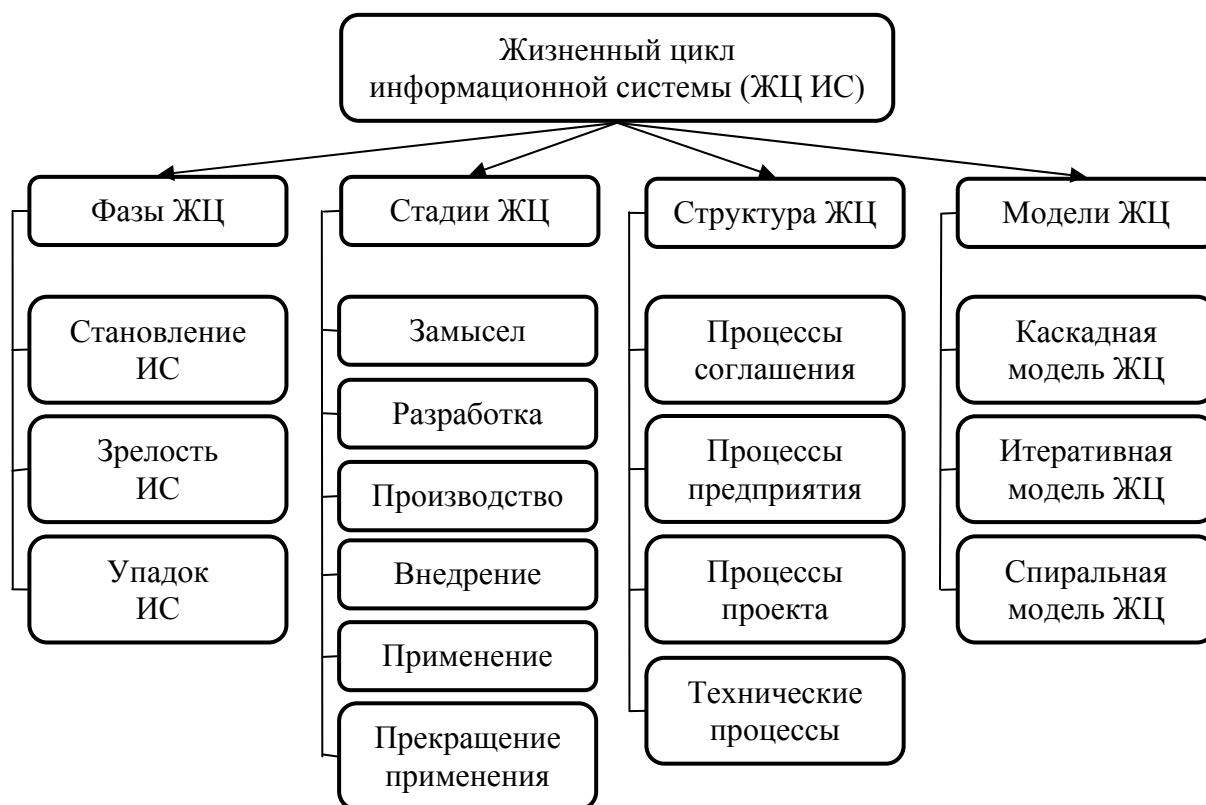 Жизненный цикл
информационной системы (ЖЦ ИС)
Фазы ЖЦ
Становление
ИС
Зрелость
ИС
Упадок
ИС
Стадии ЖЦ
Замысел
Разработка
Производство
Внедрение
Применение
Прекращение
применения
Структура ЖЦ
Процессы
соглашения
Процессы
предприятия
Процессы
проекта
Технические
процессы
Модели ЖЦ
Каскадная
модель ЖЦ
Итеративная
модель ЖЦ
Спиральная
модель ЖЦ